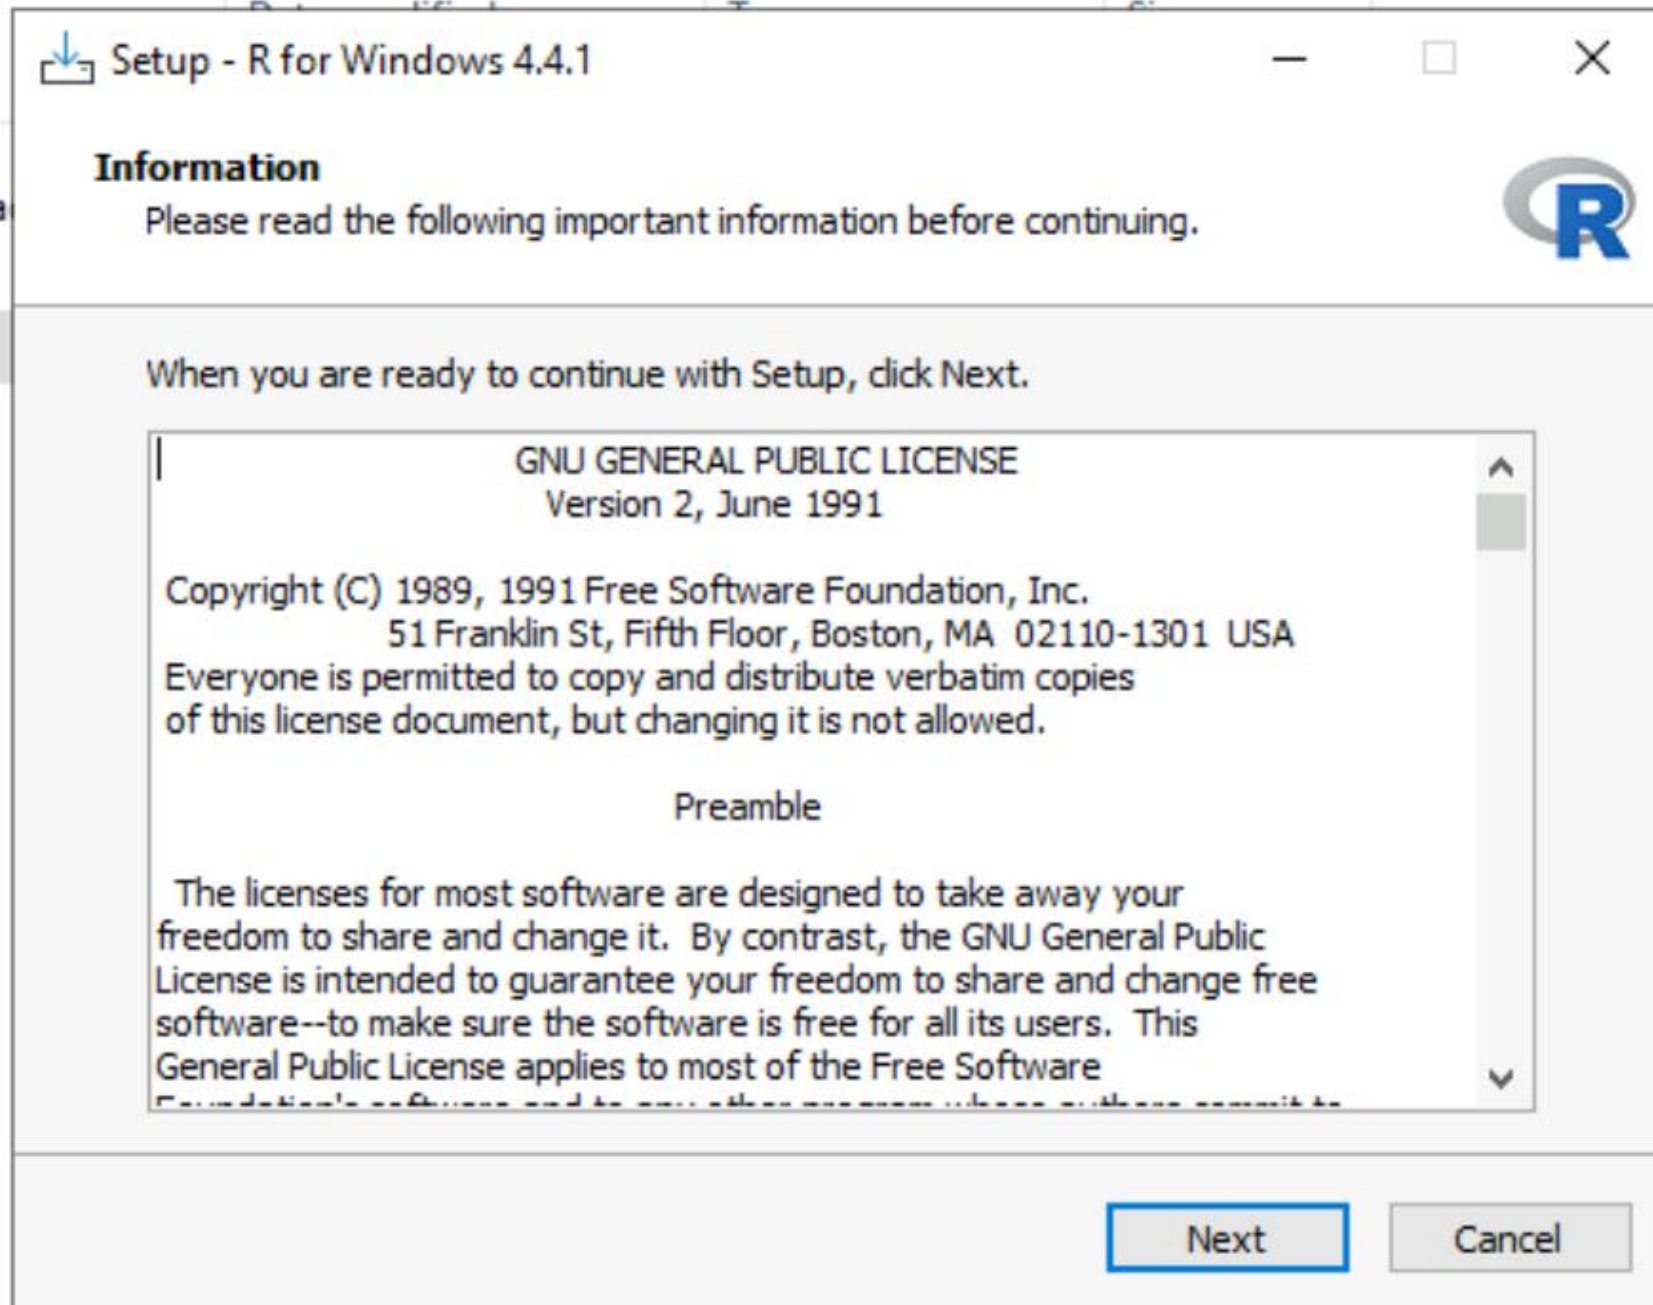 Setup - R for Windows 4.4.1
Information
Please read the following important information before continuing.
R
When you are ready to continue with Setup, click Next.
GNU GENERAL PUBLIC LICENSE
Version 2, June 1991
Copyright (C) 1989, 1991 Free Software Foundation, Inc.
51 Franklin St, Fifth Floor, Boston, MA  02110-1301  USA
Everyone is permitted to copy and distribute verbatim copies
of this license document, but changing it is not allowed.
Preamble
The licenses for most software are designed to take away your
freedom to share and change it.  By contrast, the GNU General Public
License is intended to guarantee your freedom to share and change free
software--to make sure the software is free for all its users.  This
General Public License applies to most of the Free Software
Next
Cancel